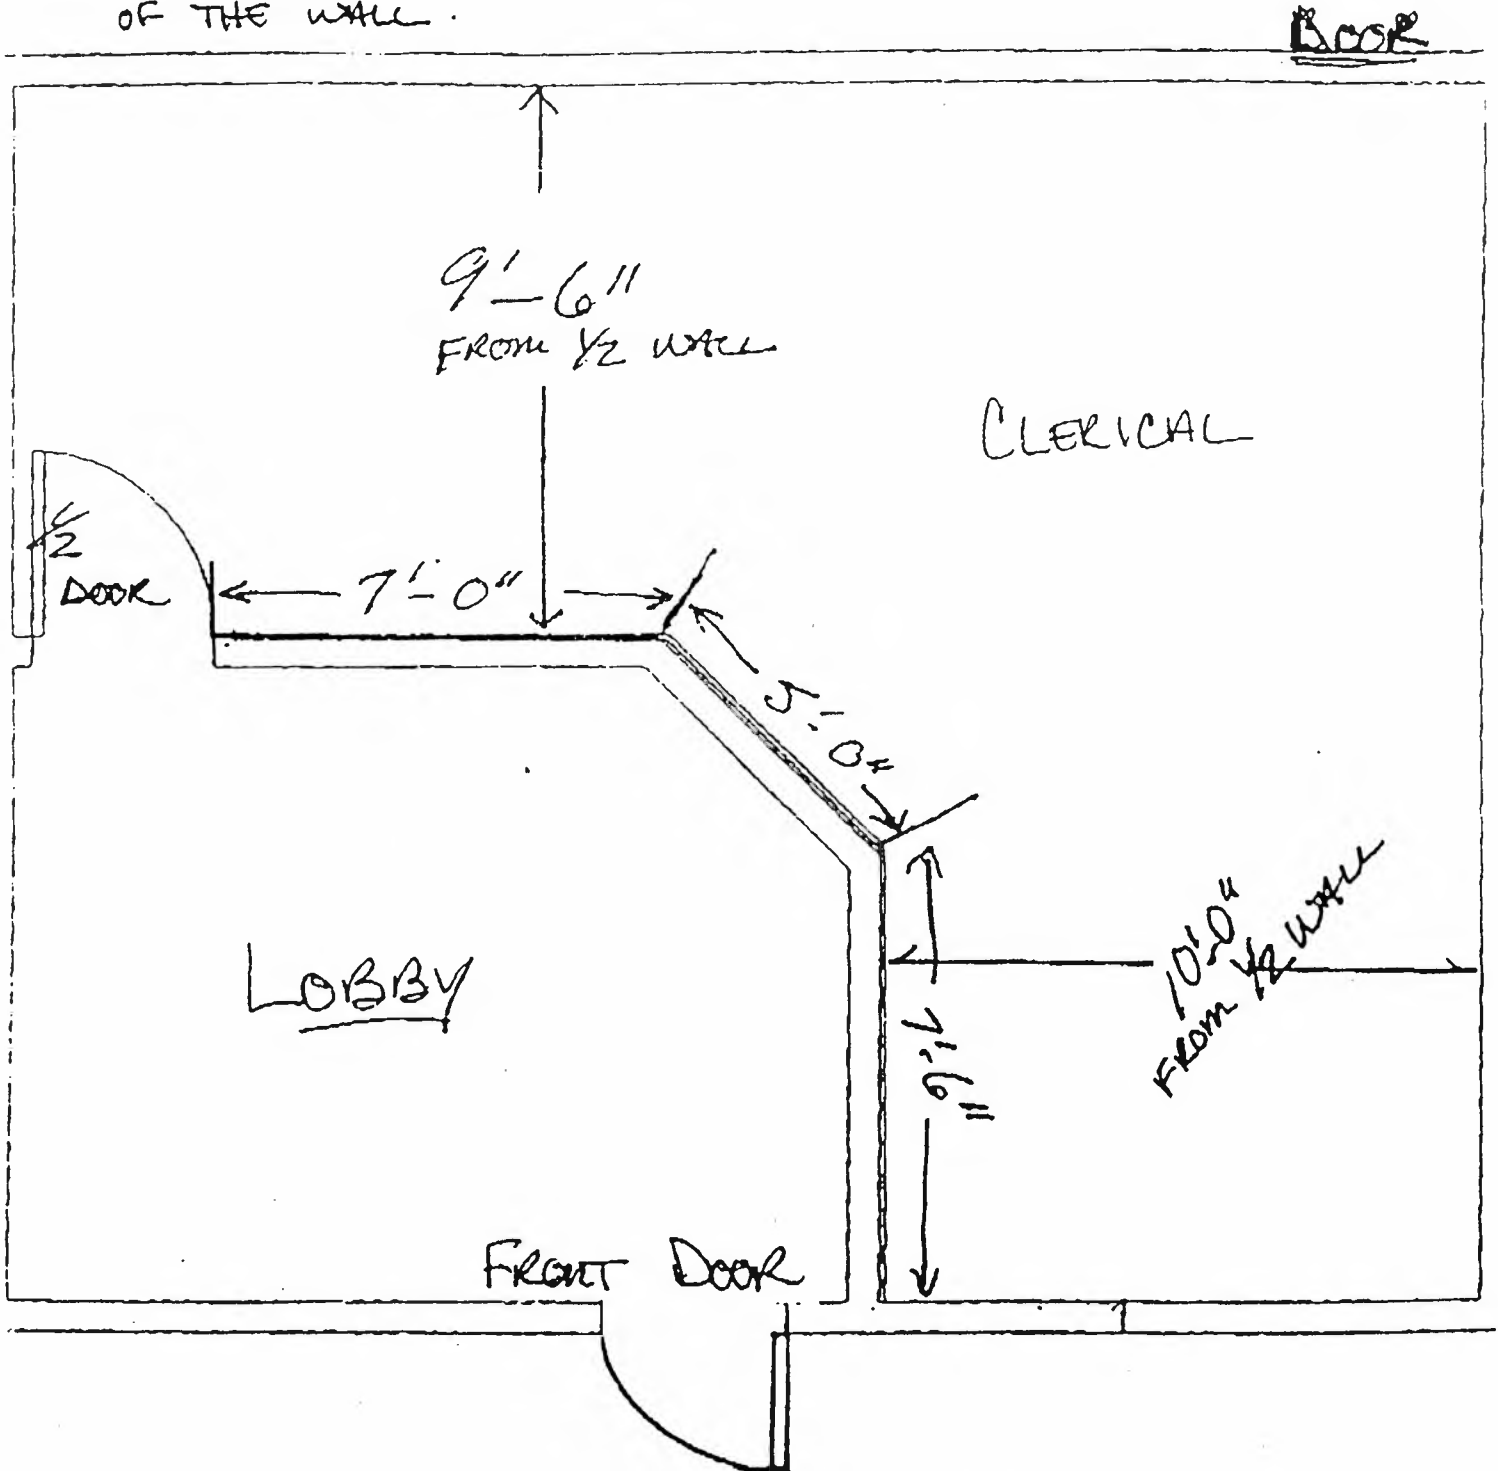 OF THE WALL.
DOOR
9'-6"
FROM 1/2 WALL
CLERICAL
1/2
DOOR
7'-0"
5'-0"
10'-0"
FROM 1/2 WALL
LOBBY
7'-6"
FRONT DOOR